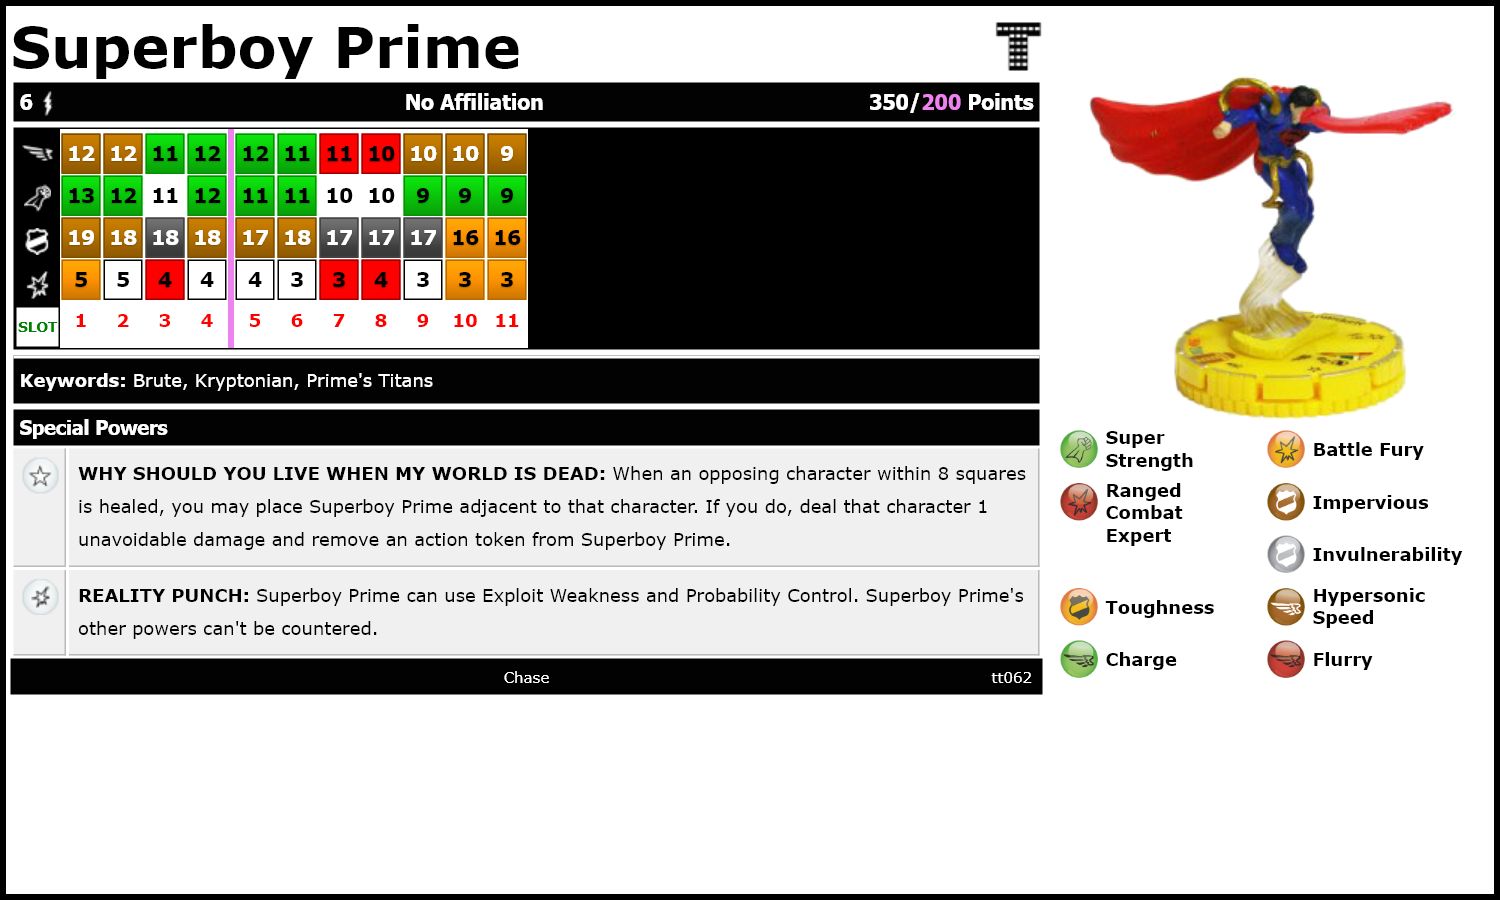 Superboy Prime
T
6 No Affiliation 350/200 Points
12 12 11 12 12 11 11 10 10 10 9
13 12 11 12 11 11 10 10 9 9 9
19 18 18 18 17 18 17 17 17 16 16
5 5 4 4 4 3 3 4 3 3 3
SLOT 1 2 3 4 5 6 7 8 9 10 11
Keywords: Brute, Kryptonian, Prime's Titans
Special Powers
WHY SHOULD YOU LIVE WHEN MY WORLD IS DEAD: When an opposing character within 8 squares
is healed, you may place Superboy Prime adjacent to that character. If you do, deal that character 1
unavoidable damage and remove an action token from Superboy Prime.
REALITY PUNCH: Superboy Prime can use Exploit Weakness and Probability Control. Superboy Prime's
other powers can't be countered.
Chase tt062
Super
Strength
Battle Fury
Ranged
Combat
Expert
Impervious
Invulnerability
Toughness
Hypersonic
Speed
Charge
Flurry